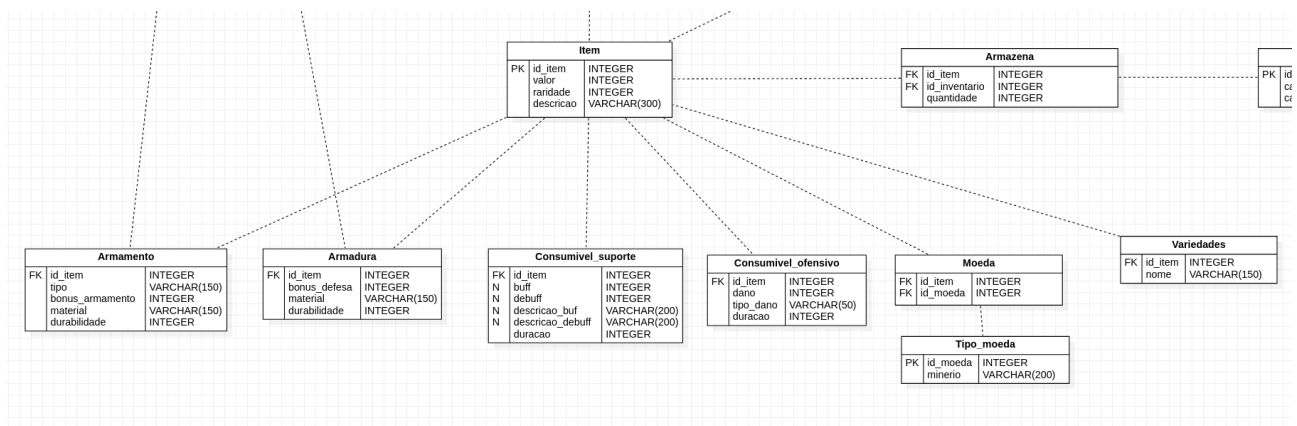 Item
PK id_item INTEGER
valor INTEGER
raridade INTEGER
descricao VARCHAR(300)
Armazena
FK id_item INTEGER
FK id_inventario INTEGER
quantidade INTEGER
PK
Armamento
FK id_item INTEGER
tipo VARCHAR(150)
bonus_armamento INTEGER
material VARCHAR(150)
durabilidade INTEGER
Armadura
FK id_item INTEGER
bonus_defesa INTEGER
material VARCHAR(150)
durabilidade INTEGER
Consumivel_suporte
FK id_item INTEGER
N buff INTEGER
N debuff INTEGER
N descricao_buf VARCHAR(200)
N descricao_debuff VARCHAR(200)
duracao INTEGER
Consumivel_ofensivo
FK id_item INTEGER
dano INTEGER
tipo_dano VARCHAR(50)
duracao INTEGER
Moeda
FK id_item INTEGER
FK id_moeda INTEGER
Variedades
FK id_item INTEGER
nome VARCHAR(150)
Tipo_moeda
PK id_moeda INTEGER
minerio VARCHAR(200)